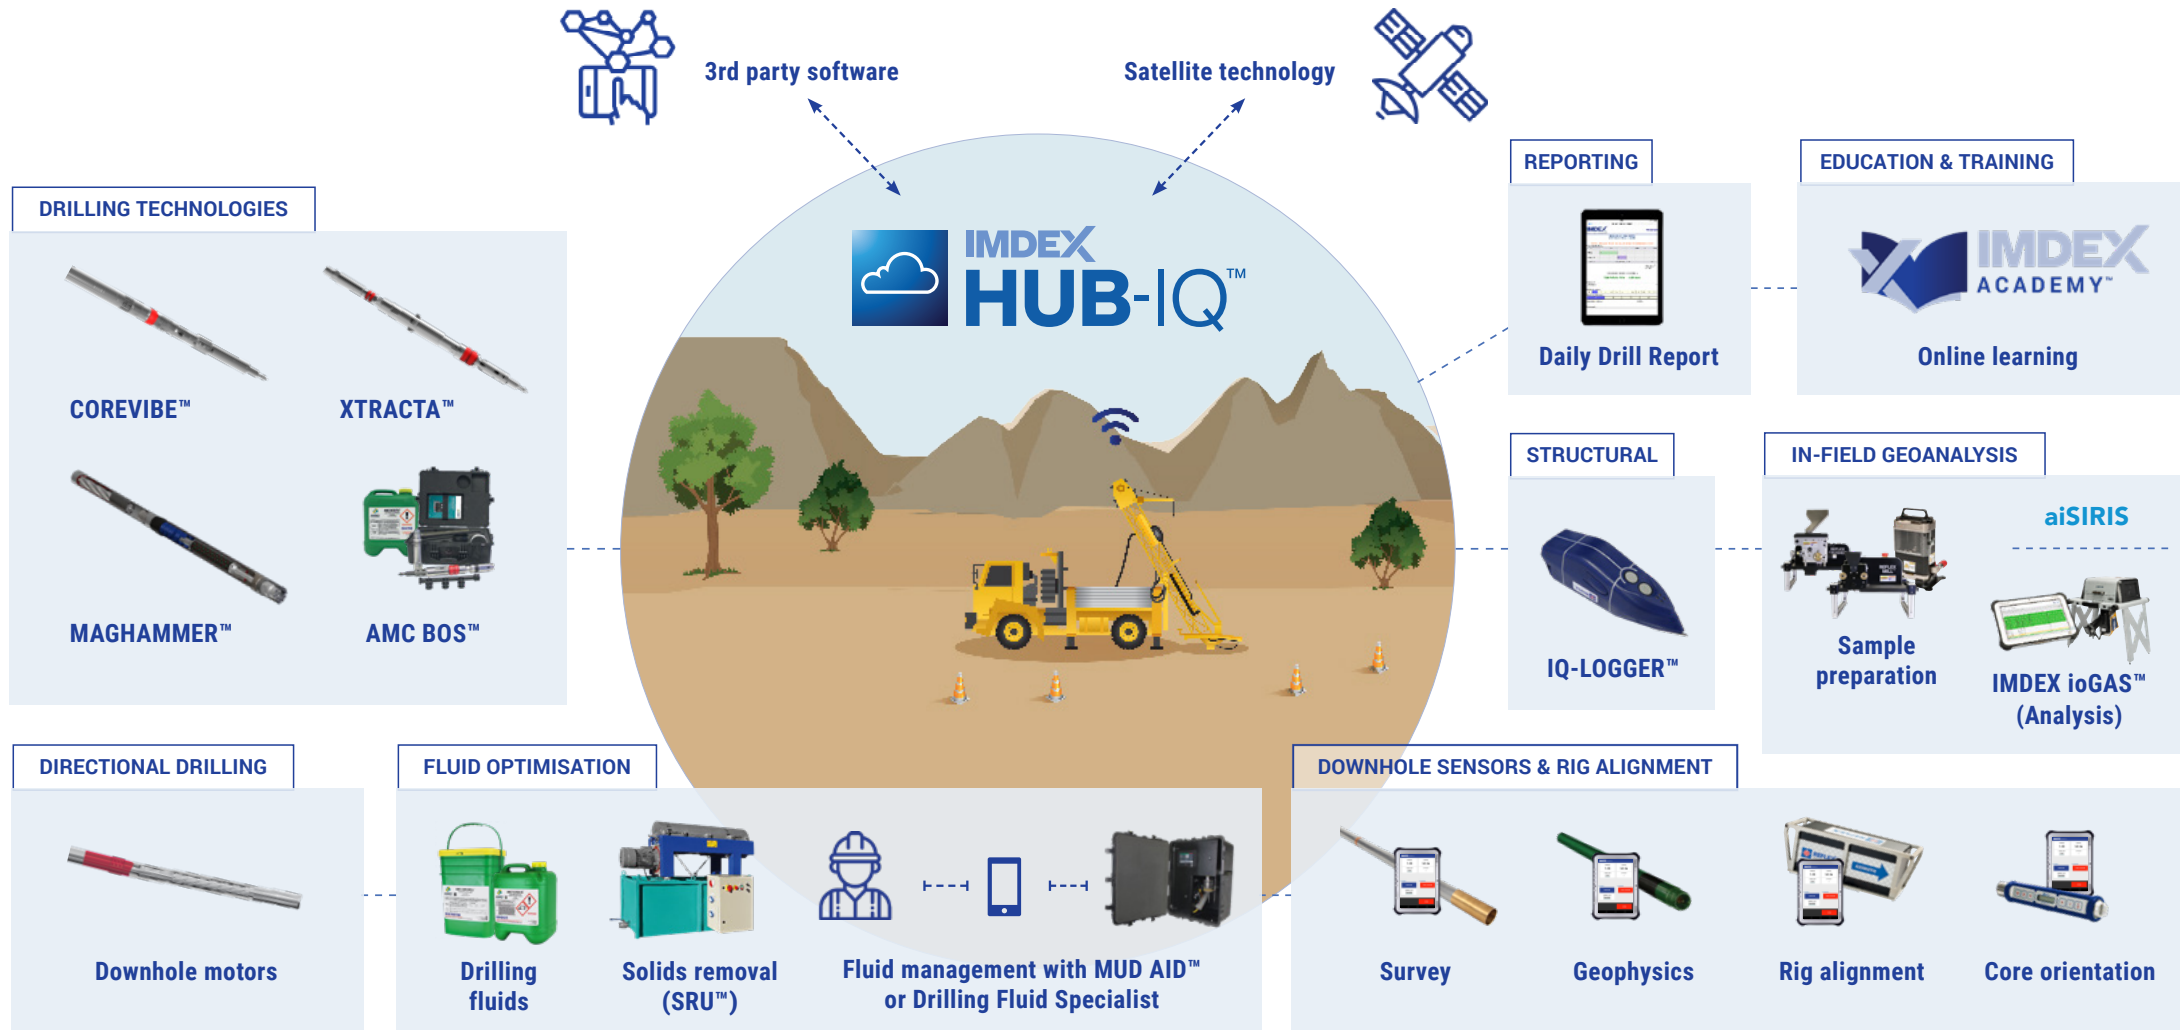 3rd party software
Satellite technology
IMDEX
HUB-IQ™
DRILLING TECHNOLOGIES
COREVIBE™
XTRACTA™
MAGHAMMER™
AMC BOS™
REPORTING
IMDEX
Daily Drill Report
EDUCATION & TRAINING
IMDEX
ACADEMY™
Online learning
STRUCTURAL
IQ-LOGGER™
IN-FIELD GEOANALYSIS
aiSIRIS
Sample
preparation
IMDEX ioGAS™
(Analysis)
DIRECTIONAL DRILLING
Downhole motors
FLUID OPTIMISATION
Drilling
fluids
Solids removal
(SRU™)
Fluid management with MUD AID™
or Drilling Fluid Specialist
DOWNHOLE SENSORS & RIG ALIGNMENT
Survey
Geophysics
REFLEX
Rig alignment
Core orientation